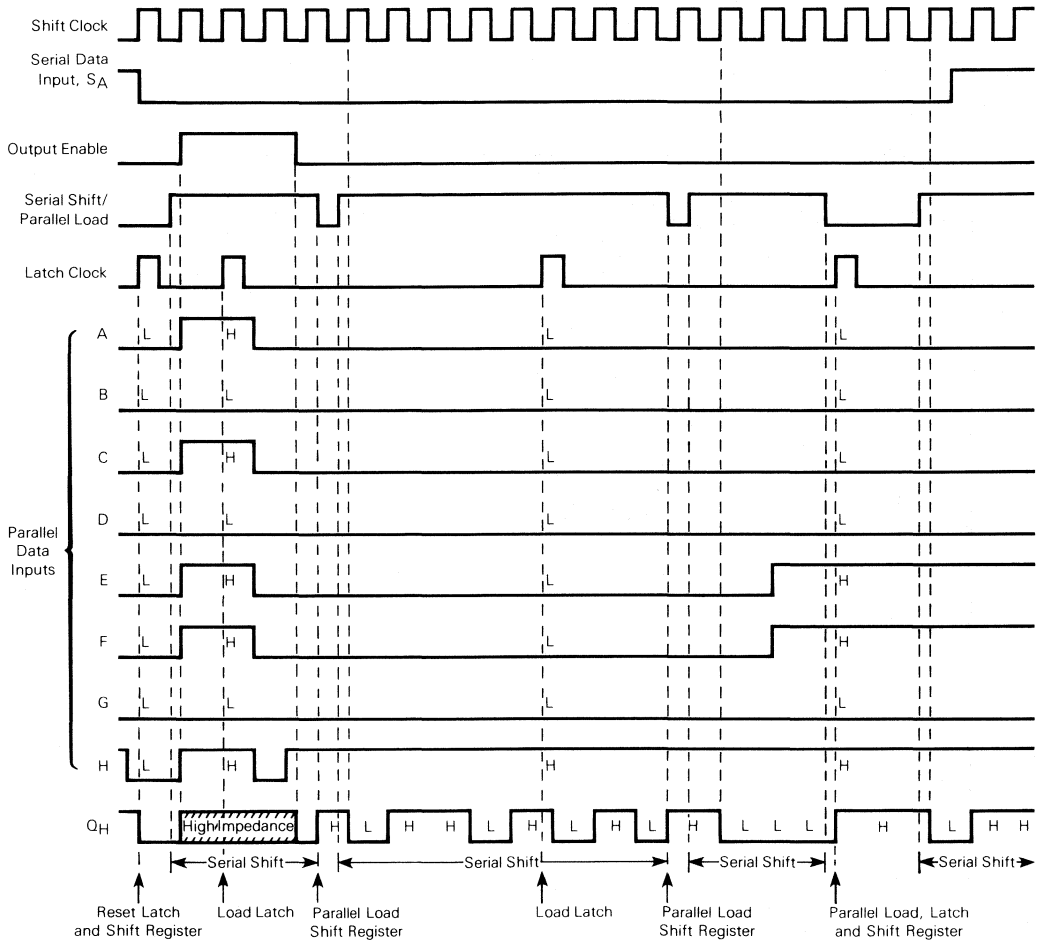 Shift Clock
Serial Data
Input, SA
Output Enable
Serial Shift/
Parallel Load
Latch Clock
A L H L L
B L L L L
C L H L L
D L L L L
Parallel
Data
Inputs
E L H L H
F L H L H
G L L L L
H L H H H
QH High Impedance H L H H L H L H L H L L L H L H H
Serial Shift Serial Shift Serial Shift Serial Shift
Reset Latch
and Shift Register
Load Latch
Parallel Load
Shift Register
Load Latch
Parallel Load
Shift Register
Parallel Load, Latch
and Shift Register